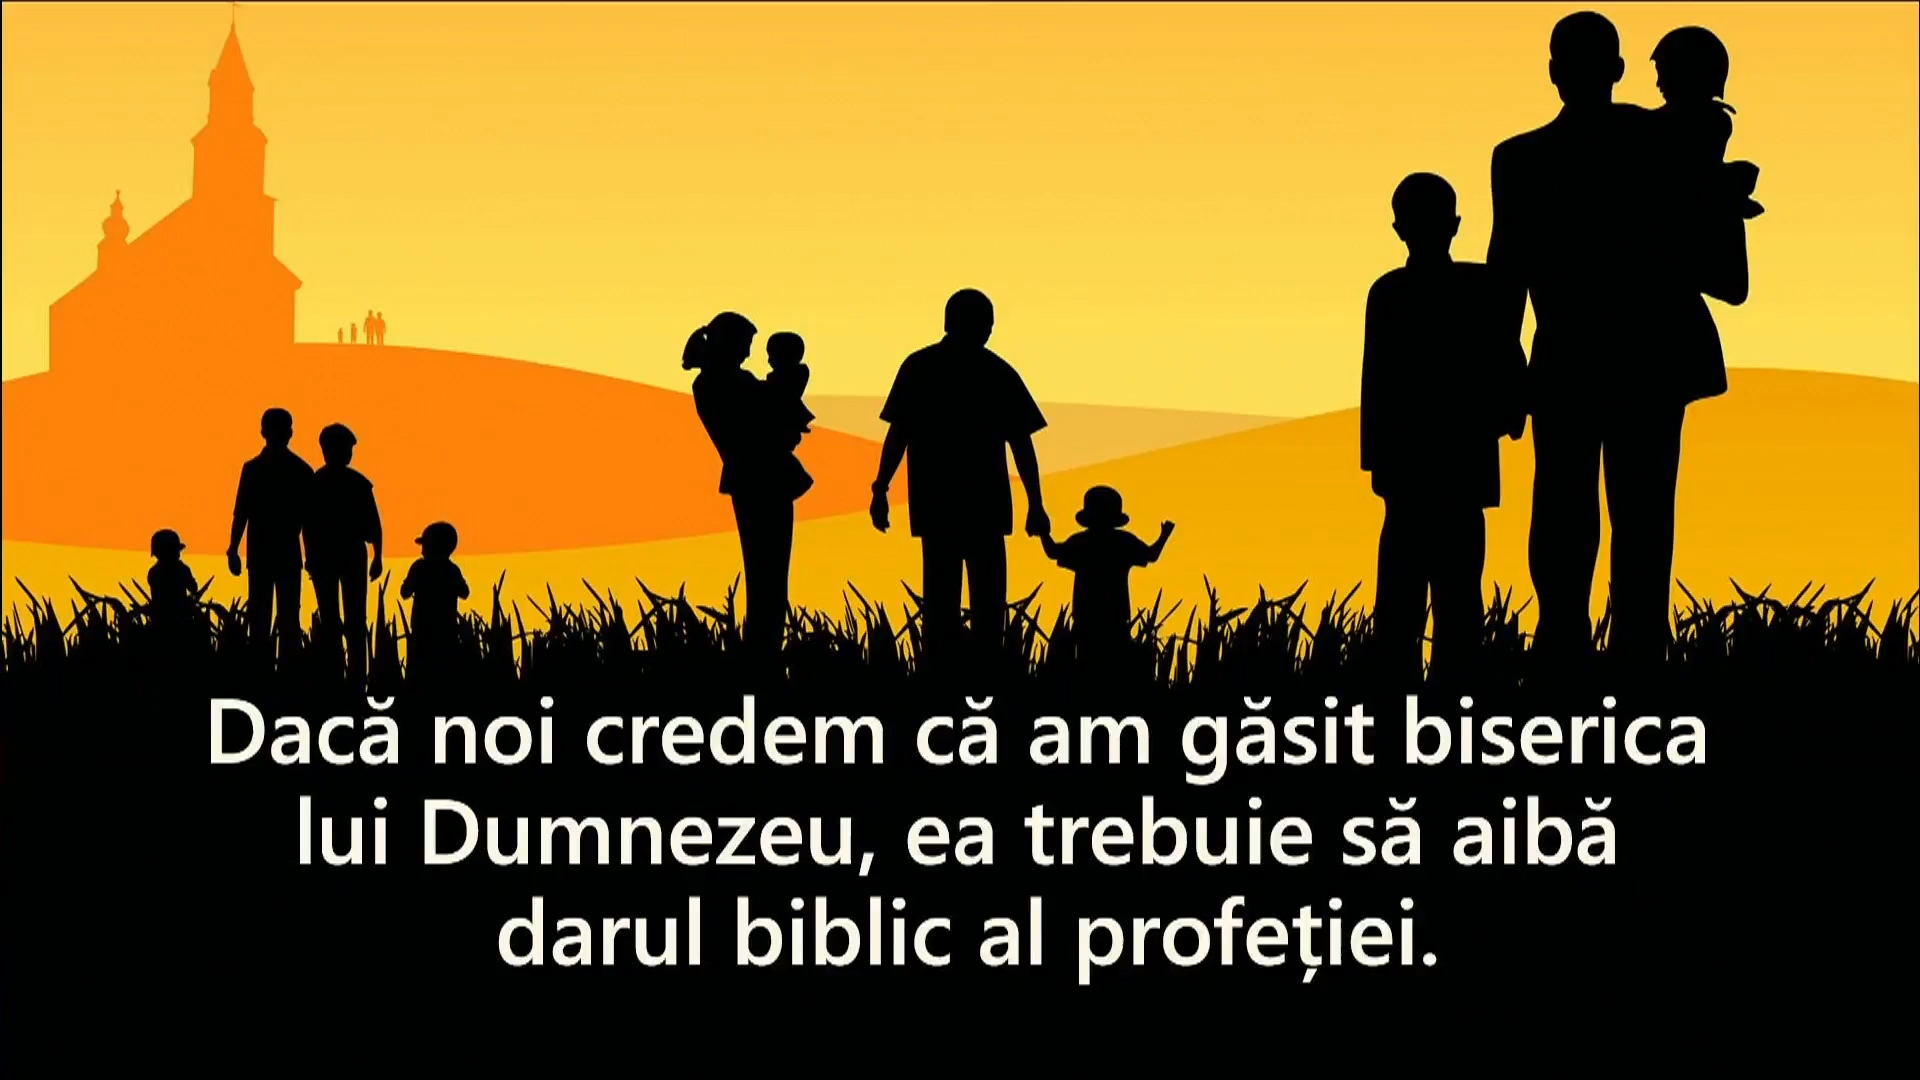 Dacă noi credem că am găsit biserica
lui Dumnezeu, ea trebuie să aibă
darul biblic al profeției.